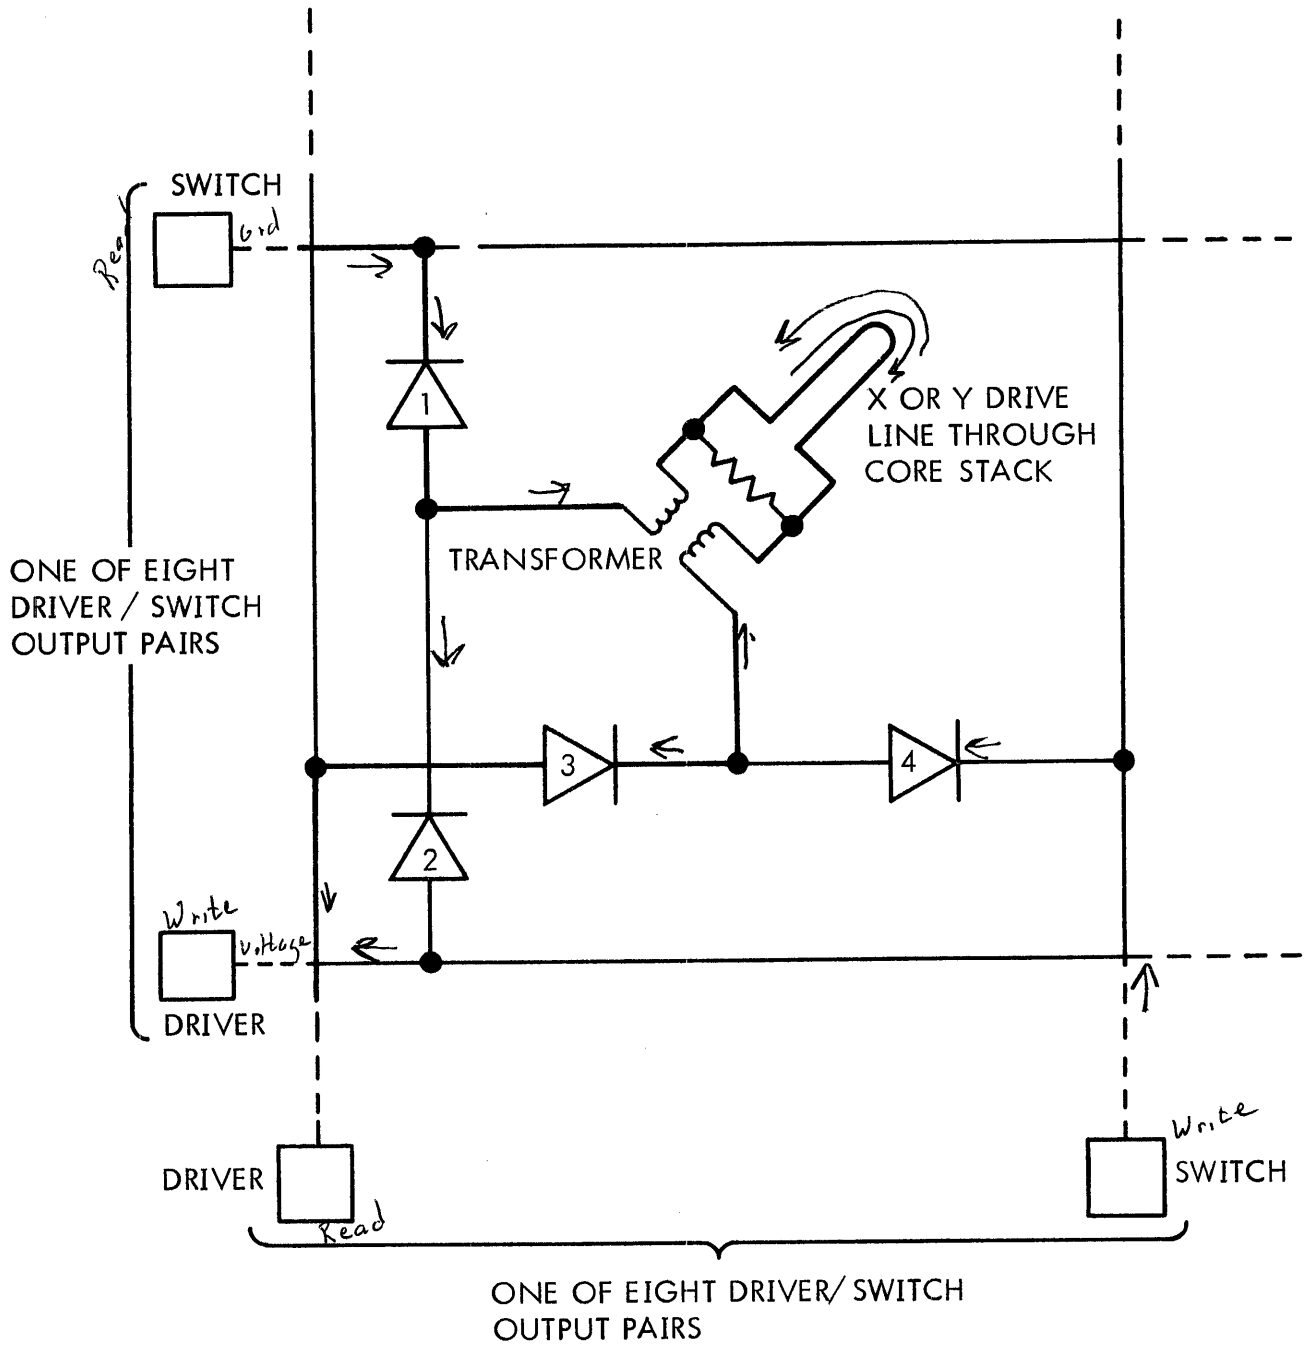 SWITCH
Grd
Read
1
X OR Y DRIVE
LINE THROUGH
CORE STACK
TRANSFORMER
ONE OF EIGHT
DRIVER / SWITCH
OUTPUT PAIRS
3
4
2
Write
Voltage
DRIVER
Write
DRIVER
SWITCH
Read
ONE OF EIGHT DRIVER/ SWITCH
OUTPUT PAIRS